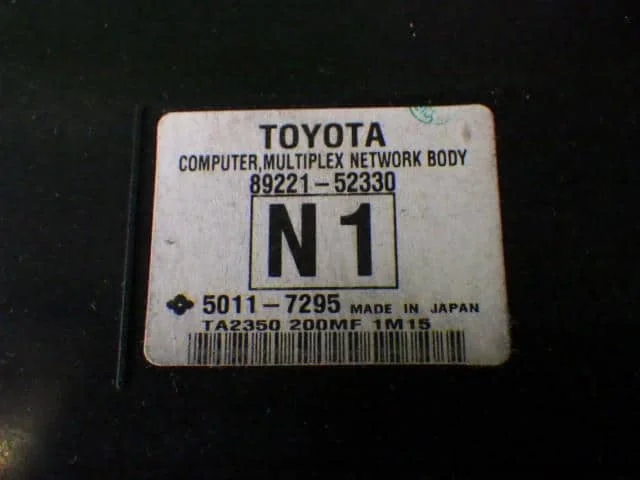 TOYOTA
COMPUTER,MULTIPLEX NETWORK BODY
89221-52330
N1
5011-7295 MADE IN JAPAN
TA2350 200MF 1M15